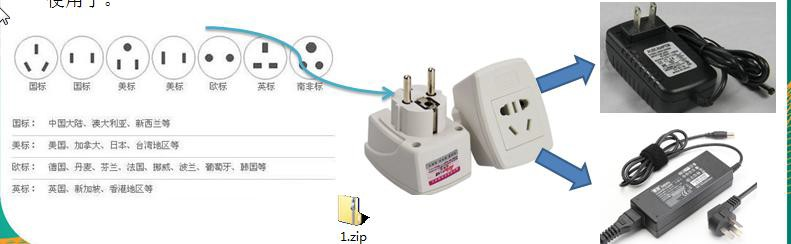 使用了。
国标 国标 美标 美标 欧标 英标 南非标
国标： 中国大陆、澳大利亚、新西兰等
美标： 美国、加拿大、日本、台湾地区等
欧标： 德国、丹麦、芬兰、法国、挪威、波兰、葡萄牙、韩国等
英标： 英国、新加坡、香港地区等
1.zip